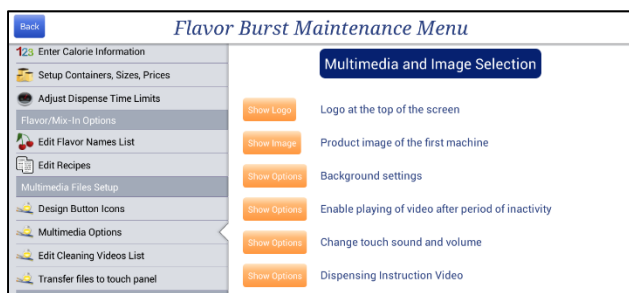 Back
Flavor Burst Maintenance Menu
123 Enter Calorie Information
Setup Containers, Sizes, Prices
Adjust Dispense Time Limits
Flavor/Mix-In Options
Edit Flavor Names List
Edit Recipes
Multimedia Files Setup
Design Button Icons
Multimedia Options
Edit Cleaning Videos List
Transfer files to touch panel
Multimedia and Image Selection
Show Logo Logo at the top of the screen
Show Image Product image of the first machine
Show Options Background settings
Show Options Enable playing of video after period of inactivity
Show Options Change touch sound and volume
Show Options Dispensing Instruction Video